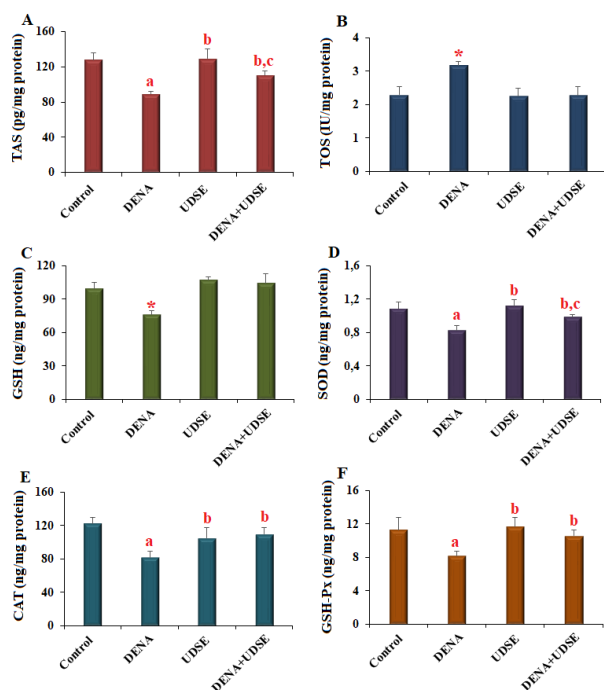 A
TAS (pg/mg protein)
160
120
80
40
0
a
b
b,c
Control
DENA
UDSE
DENA+UDSE
B
TOS (IU/mg protein)
4
3
2
1
0
*
Control
DENA
UDSE
DENA+UDSE
C
GSH (ng/mg protein)
120
90
60
30
0
*
Control
DENA
UDSE
DENA+UDSE
D
SOD (ng/mg protein)
1,6
1,2
0,8
0,4
0
a
b
b,c
Control
DENA
UDSE
DENA+UDSE
E
CAT (ng/mg protein)
160
120
80
40
0
a
b
b
Control
DENA
UDSE
DENA+UDSE
F
GSH-Px (ng/mg protein)
16
12
8
4
0
a
b
b
Control
DENA
UDSE
DENA+UDSE